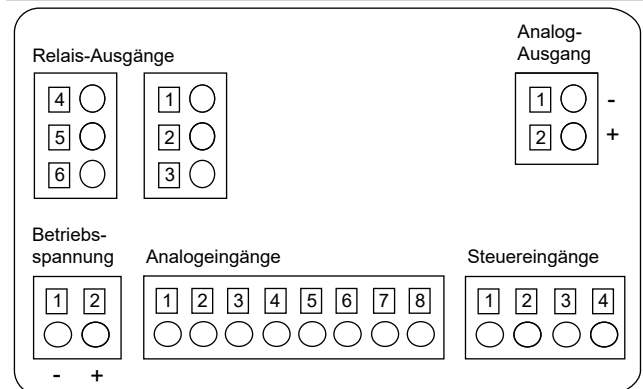 Relais-Ausgänge
4
5
6
1
2
3
Analog-
Ausgang
1 -
2 +
Betriebs-
spannung
1 2
- +
Analogeingänge
1 2 3 4 5 6 7 8
Steuereingänge
1 2 3 4